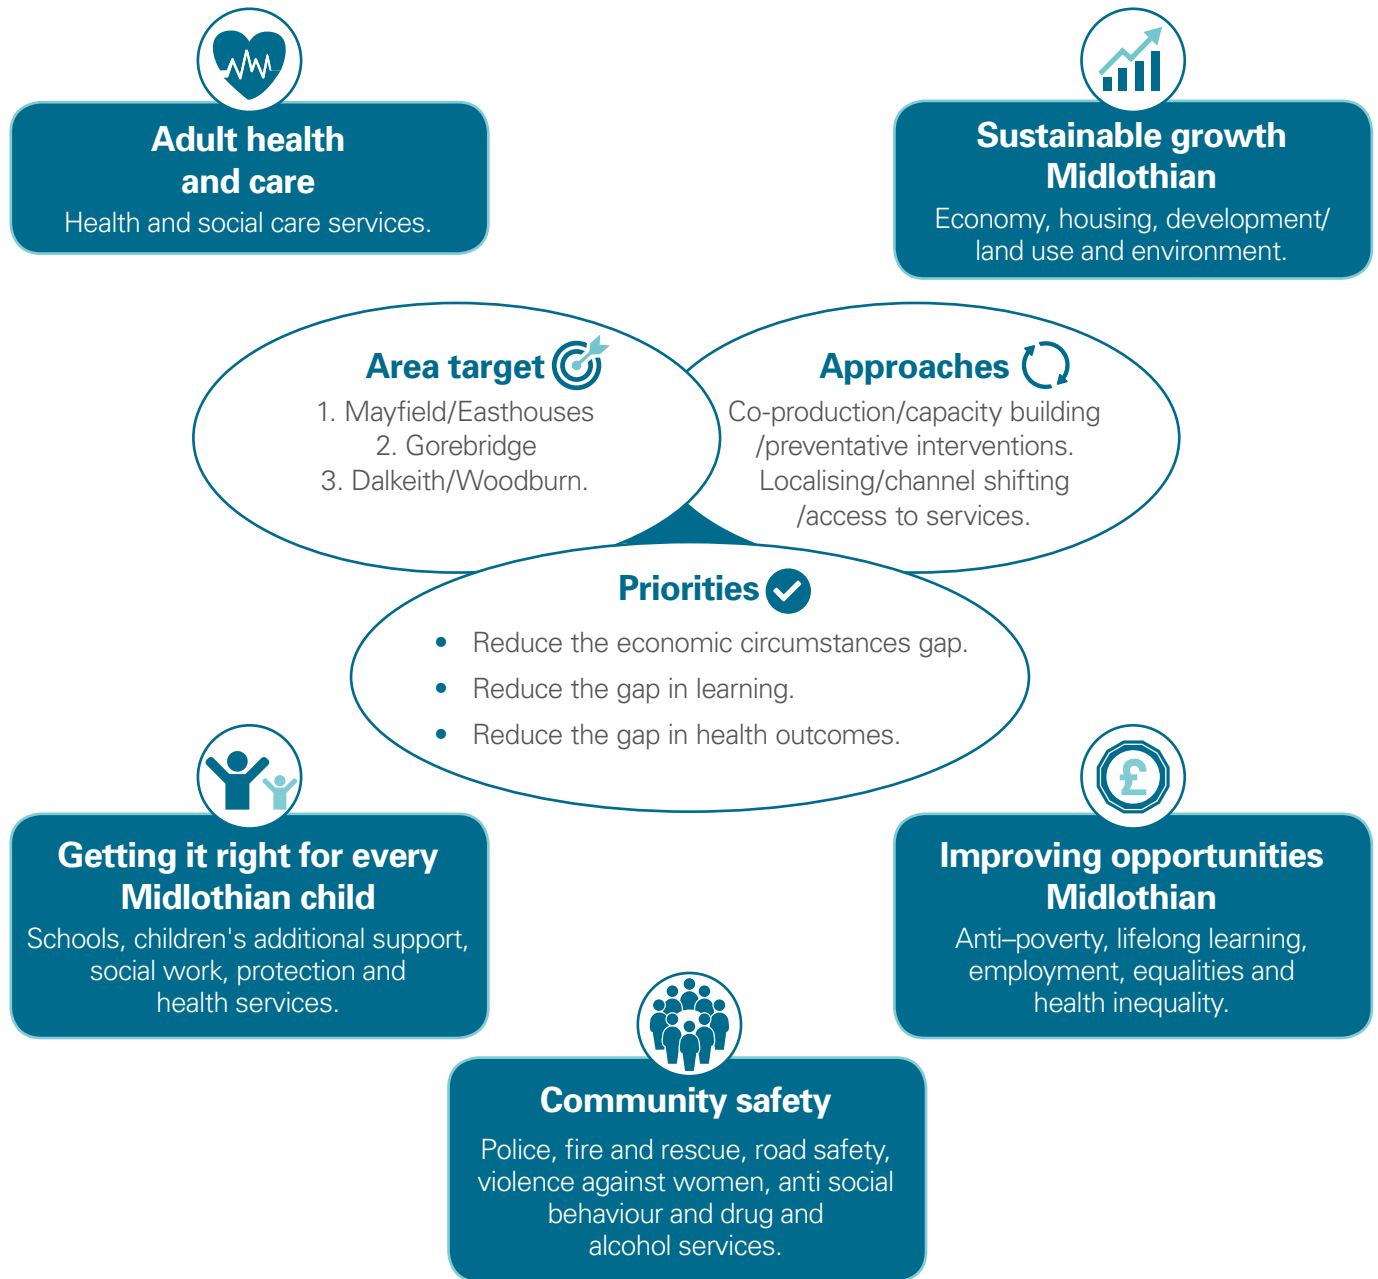 Adult health
and care
Health and social care services.
Sustainable growth
Midlothian
Economy, housing, development/
land use and environment.
Area target
1. Mayfield/Easthouses
2. Gorebridge
3. Dalkeith/Woodburn.
Approaches
Co-production/capacity building
/preventative interventions.
Localising/channel shifting
/access to services.
Priorities
• Reduce the economic circumstances gap.
• Reduce the gap in learning.
• Reduce the gap in health outcomes.
Getting it right for every
Midlothian child
Schools, children's additional support,
social work, protection and
health services.
£
Improving opportunities
Midlothian
Anti–poverty, lifelong learning,
employment, equalities and
health inequality.
Community safety
Police, fire and rescue, road safety,
violence against women, anti social
behaviour and drug and
alcohol services.